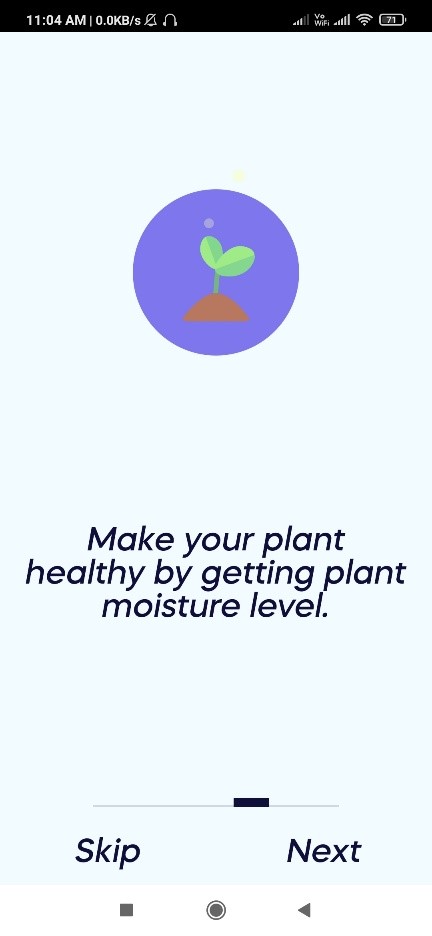 11:04 AM | 0.0KB/s Vo WiFi 71
Make your plant
healthy by getting plant
moisture level.
Skip Next